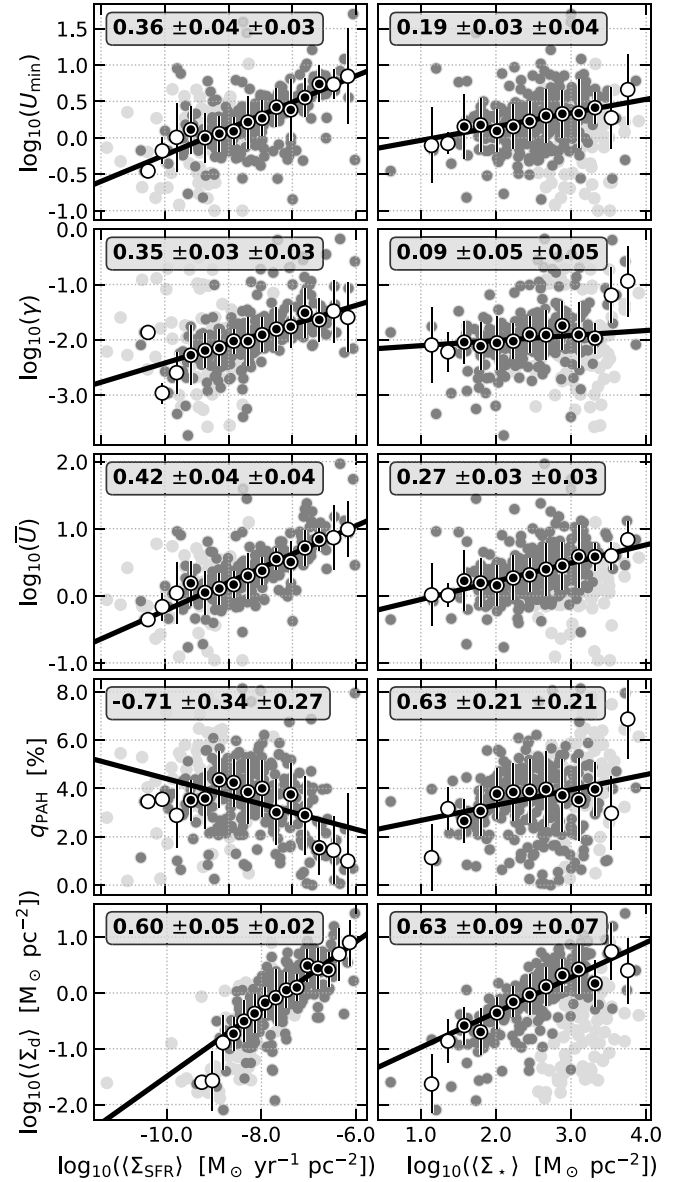 0.36 ±0.04 ±0.03
0.19 ±0.03 ±0.04
1.5
1.0
0.5
0.0
-0.5
-1.0
log10(Umin)
0.35 ±0.03 ±0.03
0.09 ±0.05 ±0.05
0.0
-1.0
-2.0
-3.0
log10(γ)
0.42 ±0.04 ±0.04
0.27 ±0.03 ±0.03
2.0
1.0
0.0
-1.0
log10(U̅)
-0.71 ±0.34 ±0.27
0.63 ±0.21 ±0.21
8.0
6.0
4.0
2.0
0.0
qPAH [%]
0.60 ±0.05 ±0.02
0.63 ±0.09 ±0.07
1.0
0.0
-1.0
-2.0
log10(⟨Σd⟩ [M⊙ pc−2])
-10.0 -8.0 -6.0
1.0 2.0 3.0 4.0
log10(⟨ΣSFR⟩ [M⊙ yr−1 pc−2])
log10(⟨Σ⋆⟩ [M⊙ pc−2])